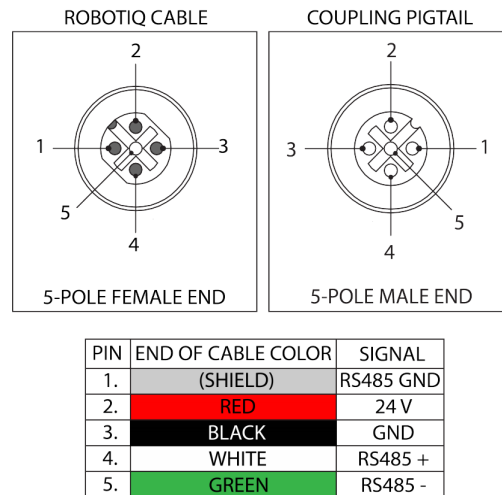 ROBOTIQ CABLE
2
1
3
5
4
5-POLE FEMALE END
COUPLING PIGTAIL
2
3
1
5
4
5-POLE MALE END
PIN END OF CABLE COLOR SIGNAL
1. (SHIELD) RS485 GND
2. RED 24 V
3. BLACK GND
4. WHITE RS485 +
5. GREEN RS485 -